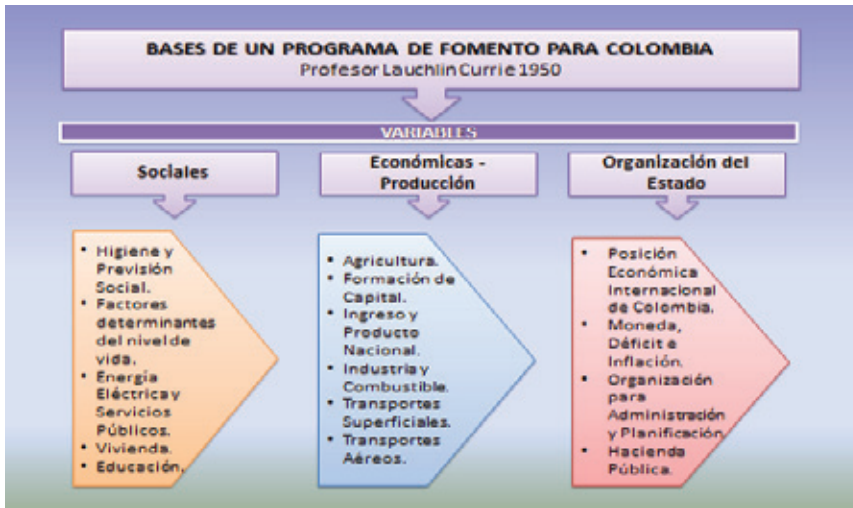 BASES DE UN PROGRAMA DE FOMENTO PARA COLOMBIA
Profesor Lauchlin Currie 1950
VARIABLES
Sociales
• Higiene y
Previsión
Social.
• Factores
determinantes
del nivel de
vida.
• Energía
Eléctrica y
Servicios
Públicos.
• Vivienda.
• Educación.
Económicas -
Producción
• Agricultura.
• Formación de
Capital.
• Ingreso y
Producto
Nacional.
• Industria y
Combustible.
• Transportes
Superficiales.
• Transportes
Aéreos.
Organización del
Estado
• Posición
Económica
Internacional
de Colombia.
• Moneda,
Déficit e
Inflación.
• Organización
para
Administración
y Planificación
• Hacienda
Pública.